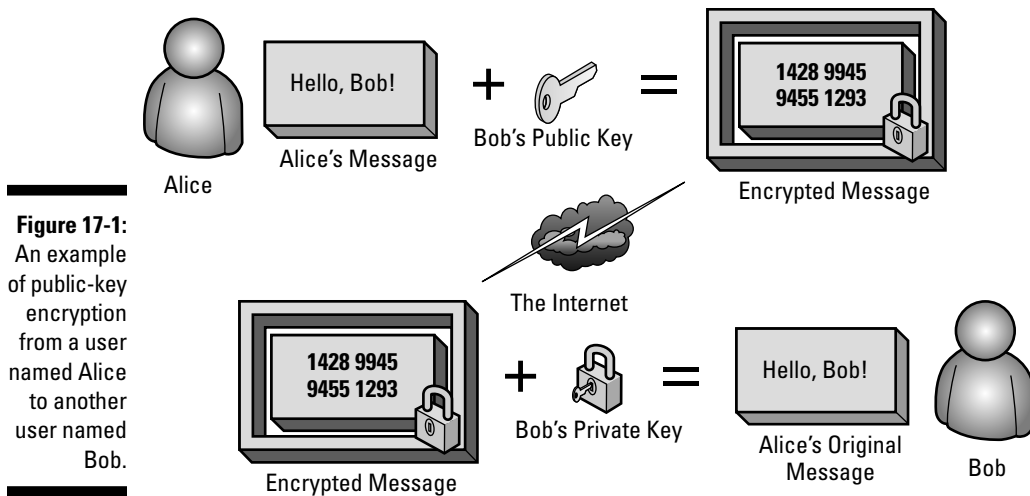 Hello, Bob!
Alice's Message
Alice
Bob's Public Key
1428 9945
9455 1293
Encrypted Message
The Internet
Figure 17-1:
An example
of public-key
encryption
from a user
named Alice
to another
user named
Bob.
1428 9945
9455 1293
Encrypted Message
Bob's Private Key
Hello, Bob!
Alice's Original
Message
Bob